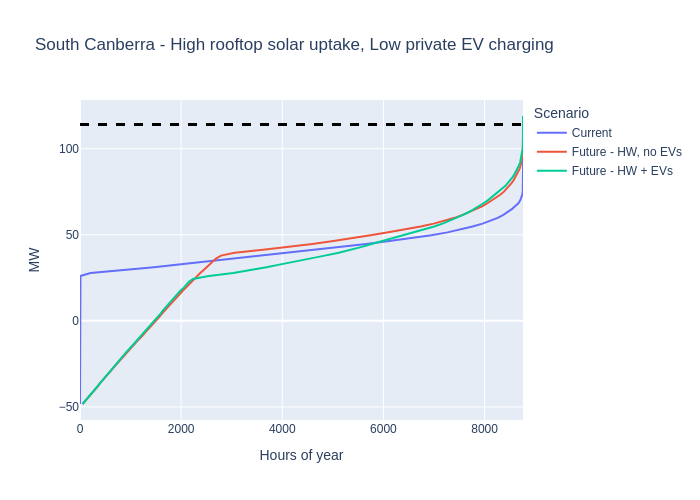 South Canberra - High rooftop solar uptake, Low private EV charging
Scenario
Current
Future - HW, no EVs
Future - HW + EVs
MW
100
50
0
−50
0
2000
4000
6000
8000
Hours of year